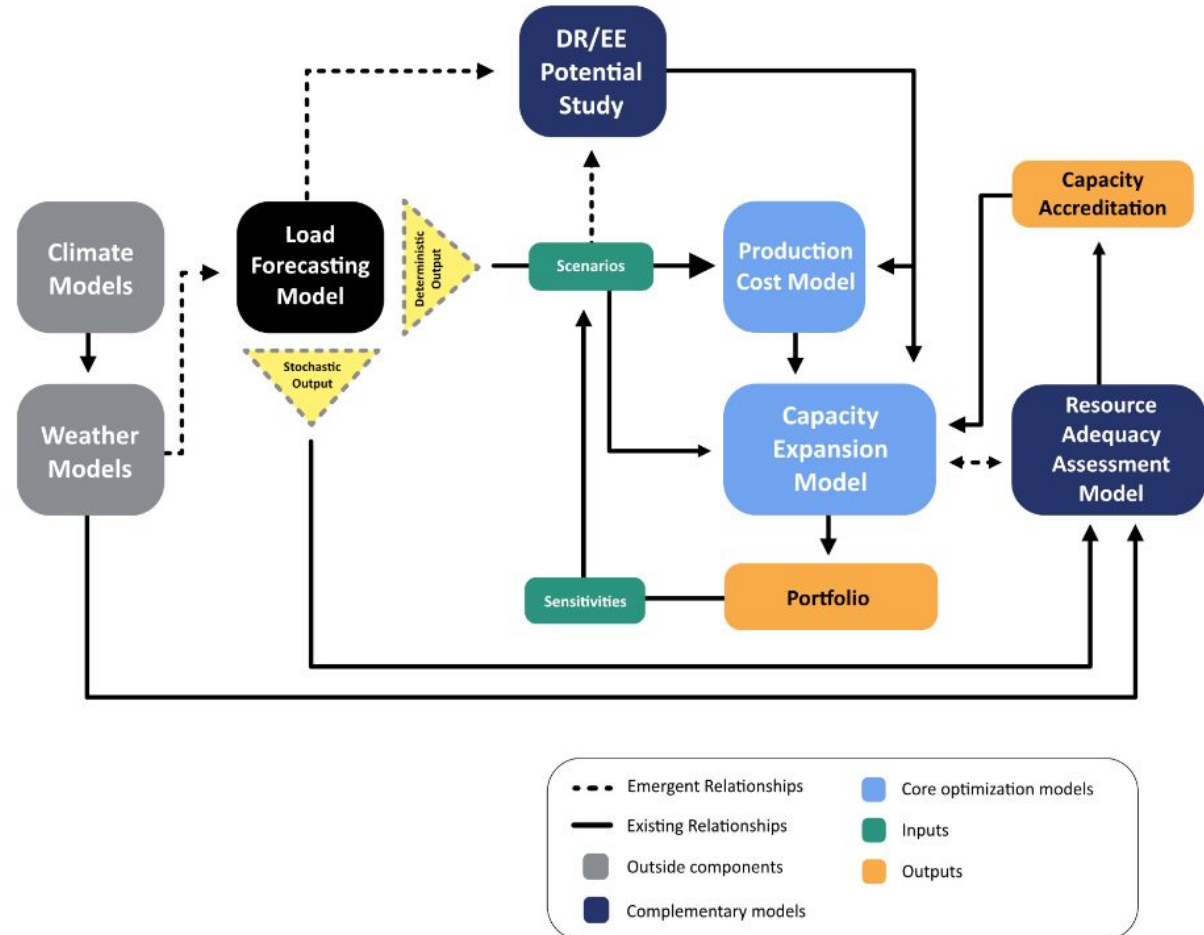 DR/EE
Potential
Study
Capacity
Accreditation
Climate
Models
Load
Forecasting
Model
Deterministic
Output
Scenarios
Production
Cost Model
Stochastic
Output
Weather
Models
Capacity
Expansion
Model
Resource
Adequacy
Assessment
Model
Sensitivities
Portfolio
Emergent Relationships
Existing Relationships
Outside components
Complementary models
Core optimization models
Inputs
Outputs